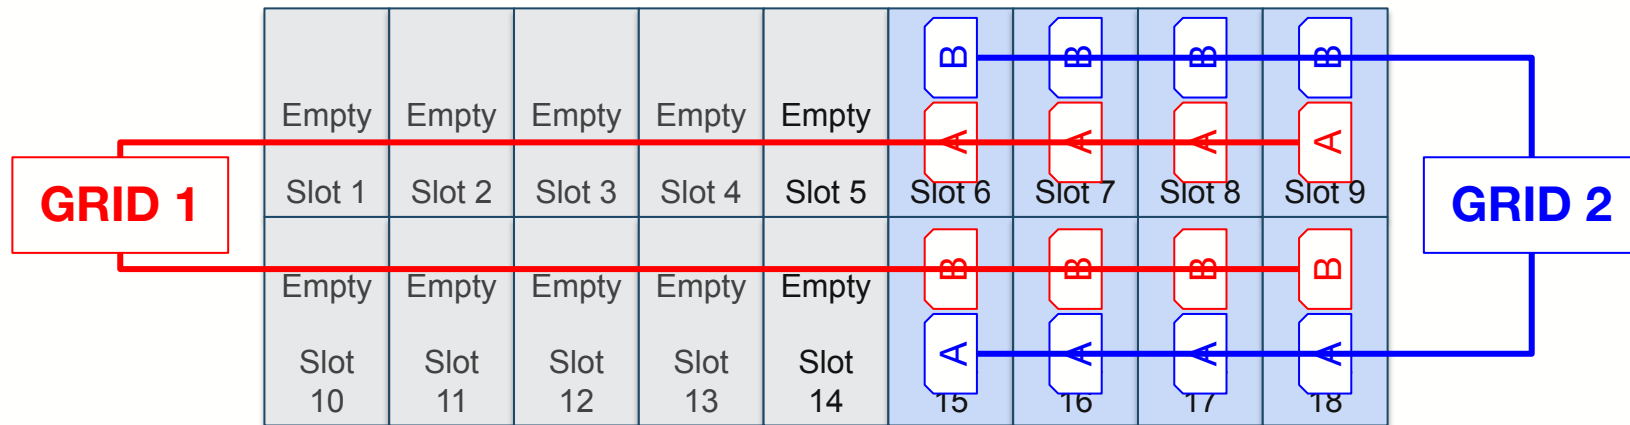 B B B B
Empty Empty Empty Empty Empty
A A A A
GRID 1
Slot 1 Slot 2 Slot 3 Slot 4 Slot 5 Slot 6 Slot 7 Slot 8 Slot 9
GRID 2
B B B B
Empty Empty Empty Empty Empty
A A A A
Slot Slot Slot Slot Slot
10 11 12 13 14 15 16 17 18